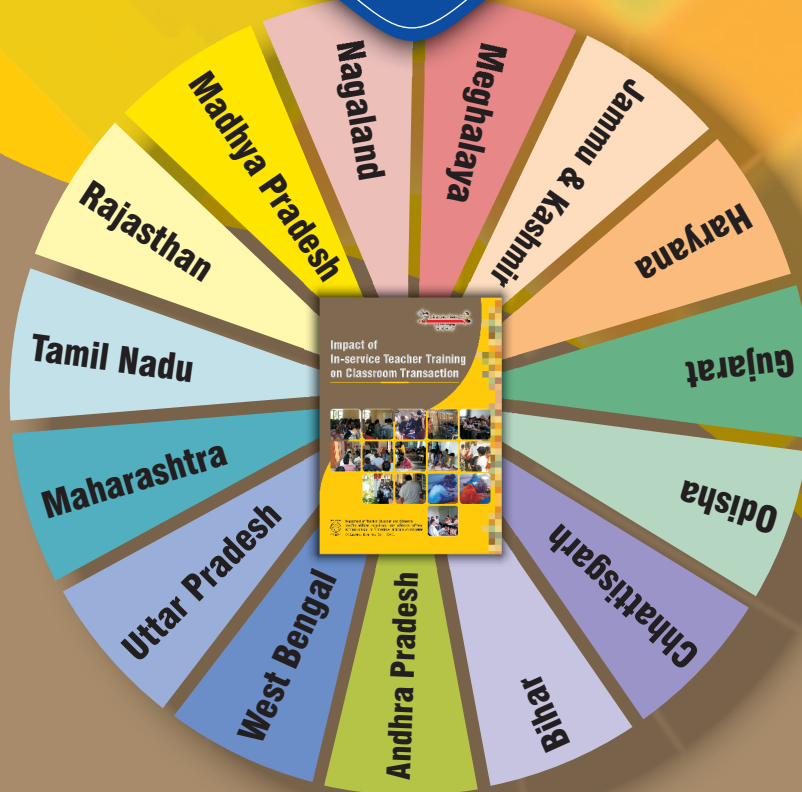 Nagaland
Meghalaya
Jammu & Kashmir
Haryana
Gujarat
Odisha
Chhattisgarh
Bihar
Andhra Pradesh
West Bengal
Uttar Pradesh
Maharashtra
Tamil Nadu
Rajasthan
Madhya Pradesh
Impact of
In-service Teacher Training
on Classroom Transaction